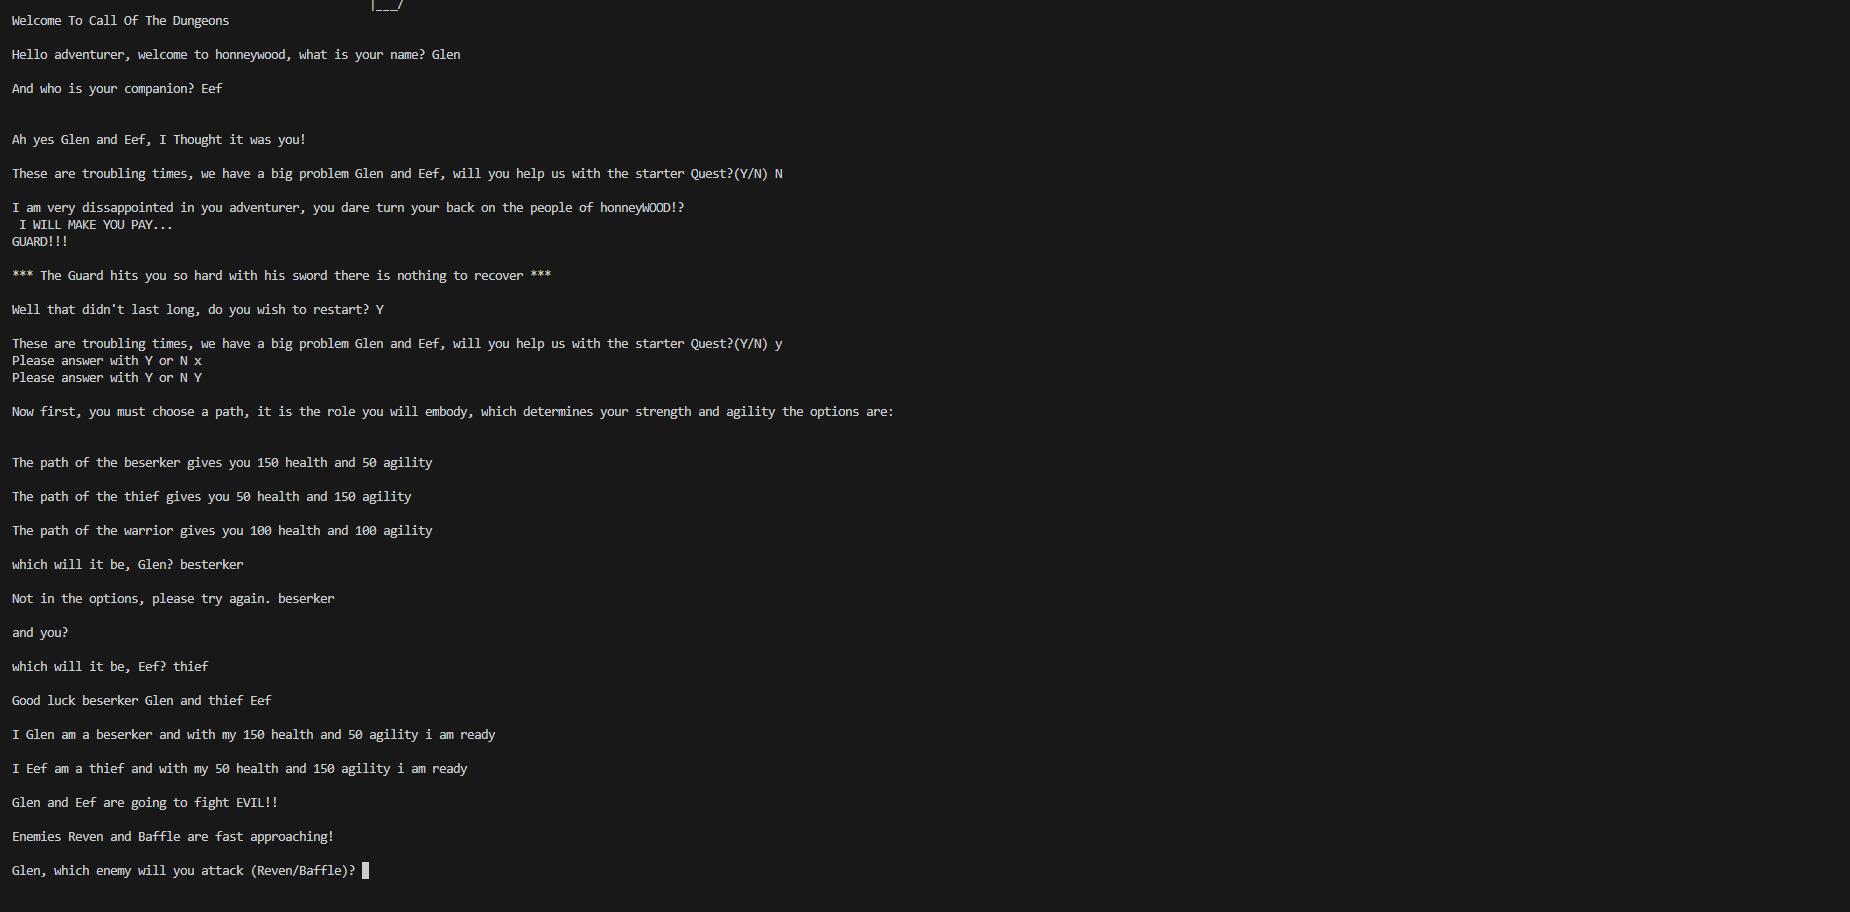 |___/
Welcome To Call Of The Dungeons
Hello adventurer, welcome to honneywood, what is your name? Glen
And who is your companion? Eef
Ah yes Glen and Eef, I Thought it was you!
These are troubling times, we have a big problem Glen and Eef, will you help us with the starter Quest?(Y/N) N
I am very dissappointed in you adventurer, you dare turn your back on the people of honneyWOOD!?
I WILL MAKE YOU PAY...
GUARD!!!
*** The Guard hits you so hard with his sword there is nothing to recover ***
Well that didn't last long, do you wish to restart? Y
These are troubling times, we have a big problem Glen and Eef, will you help us with the starter Quest?(Y/N) y
Please answer with Y or N x
Please answer with Y or N Y
Now first, you must choose a path, it is the role you will embody, which determines your strength and agility the options are:
The path of the beserker gives you 150 health and 50 agility
The path of the thief gives you 50 health and 150 agility
The path of the warrior gives you 100 health and 100 agility
which will it be, Glen? besterker
Not in the options, please try again. beserker
and you?
which will it be, Eef? thief
Good luck beserker Glen and thief Eef
I Glen am a beserker and with my 150 health and 50 agility i am ready
I Eef am a thief and with my 50 health and 150 agility i am ready
Glen and Eef are going to fight EVIL!!
Enemies Reven and Baffle are fast approaching!
Glen, which enemy will you attack (Reven/Baffle)?